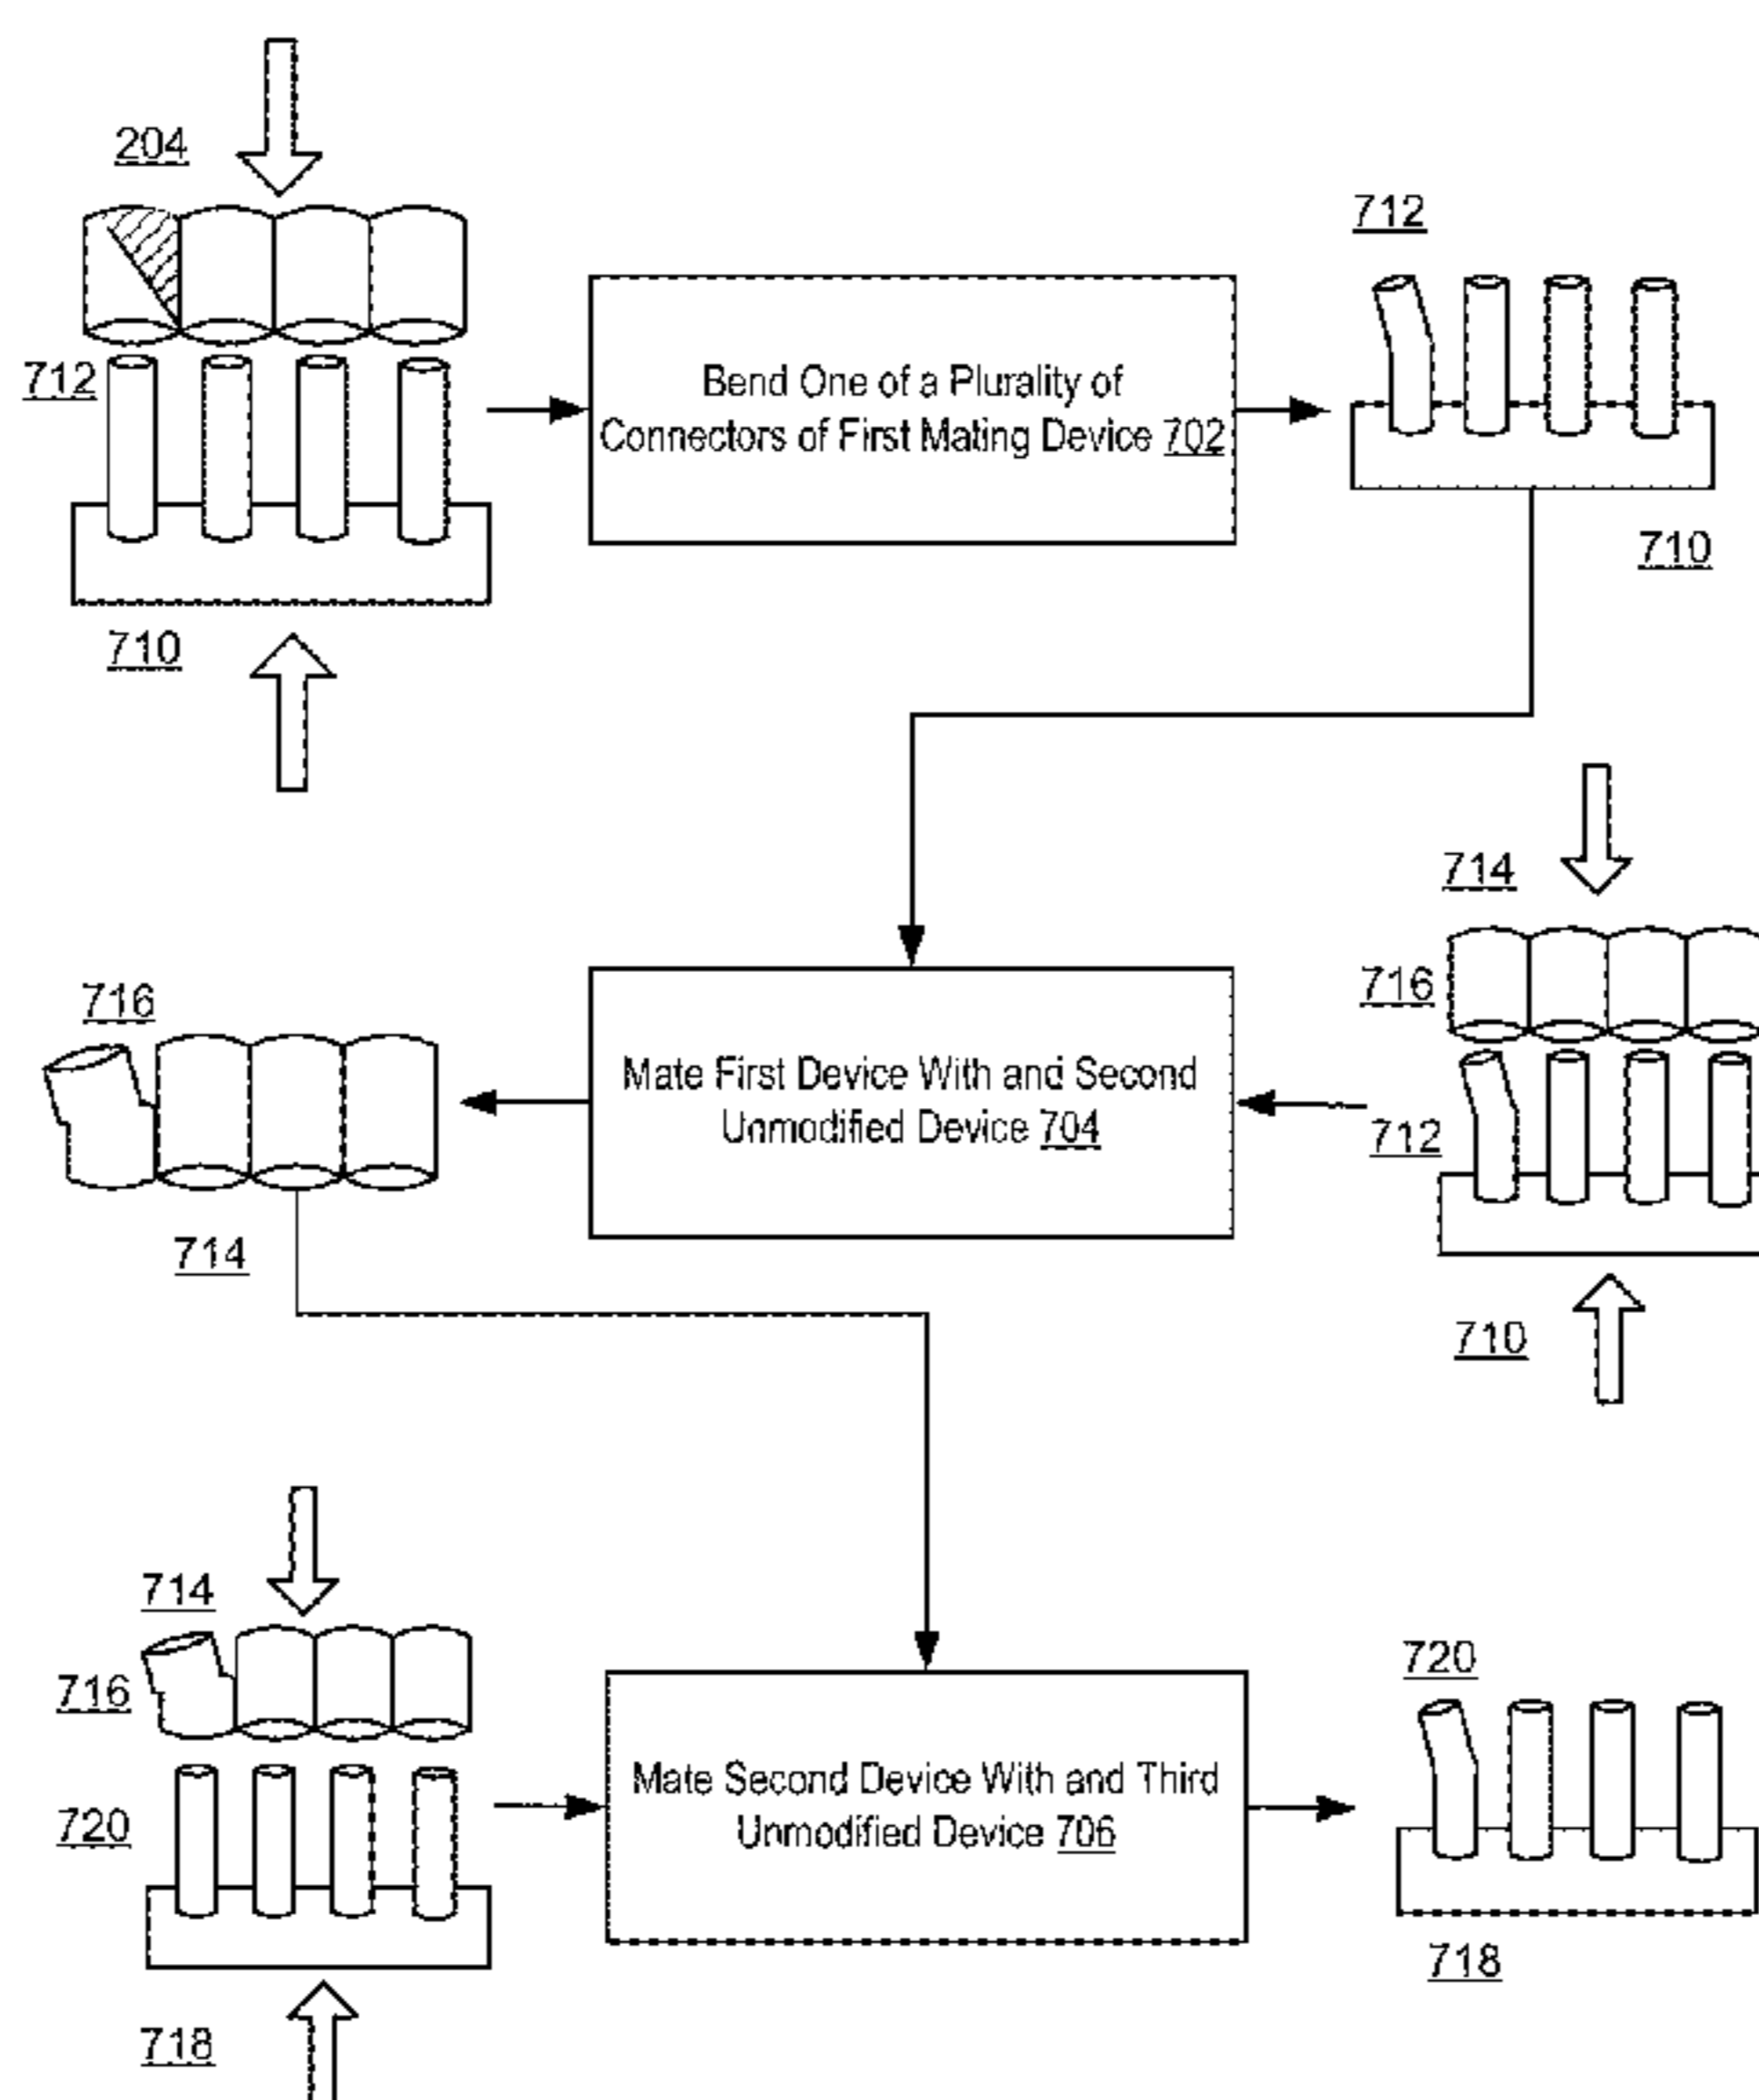 204
712
712
Bend One of a Plurality of
Connectors of First Mating Device 702
710
710
714
716
716
Mate First Device With and Second
Unmodified Device 704
712
714
710
714
720
716
Mate Second Device With and Third
Unmodified Device 706
720
718
718